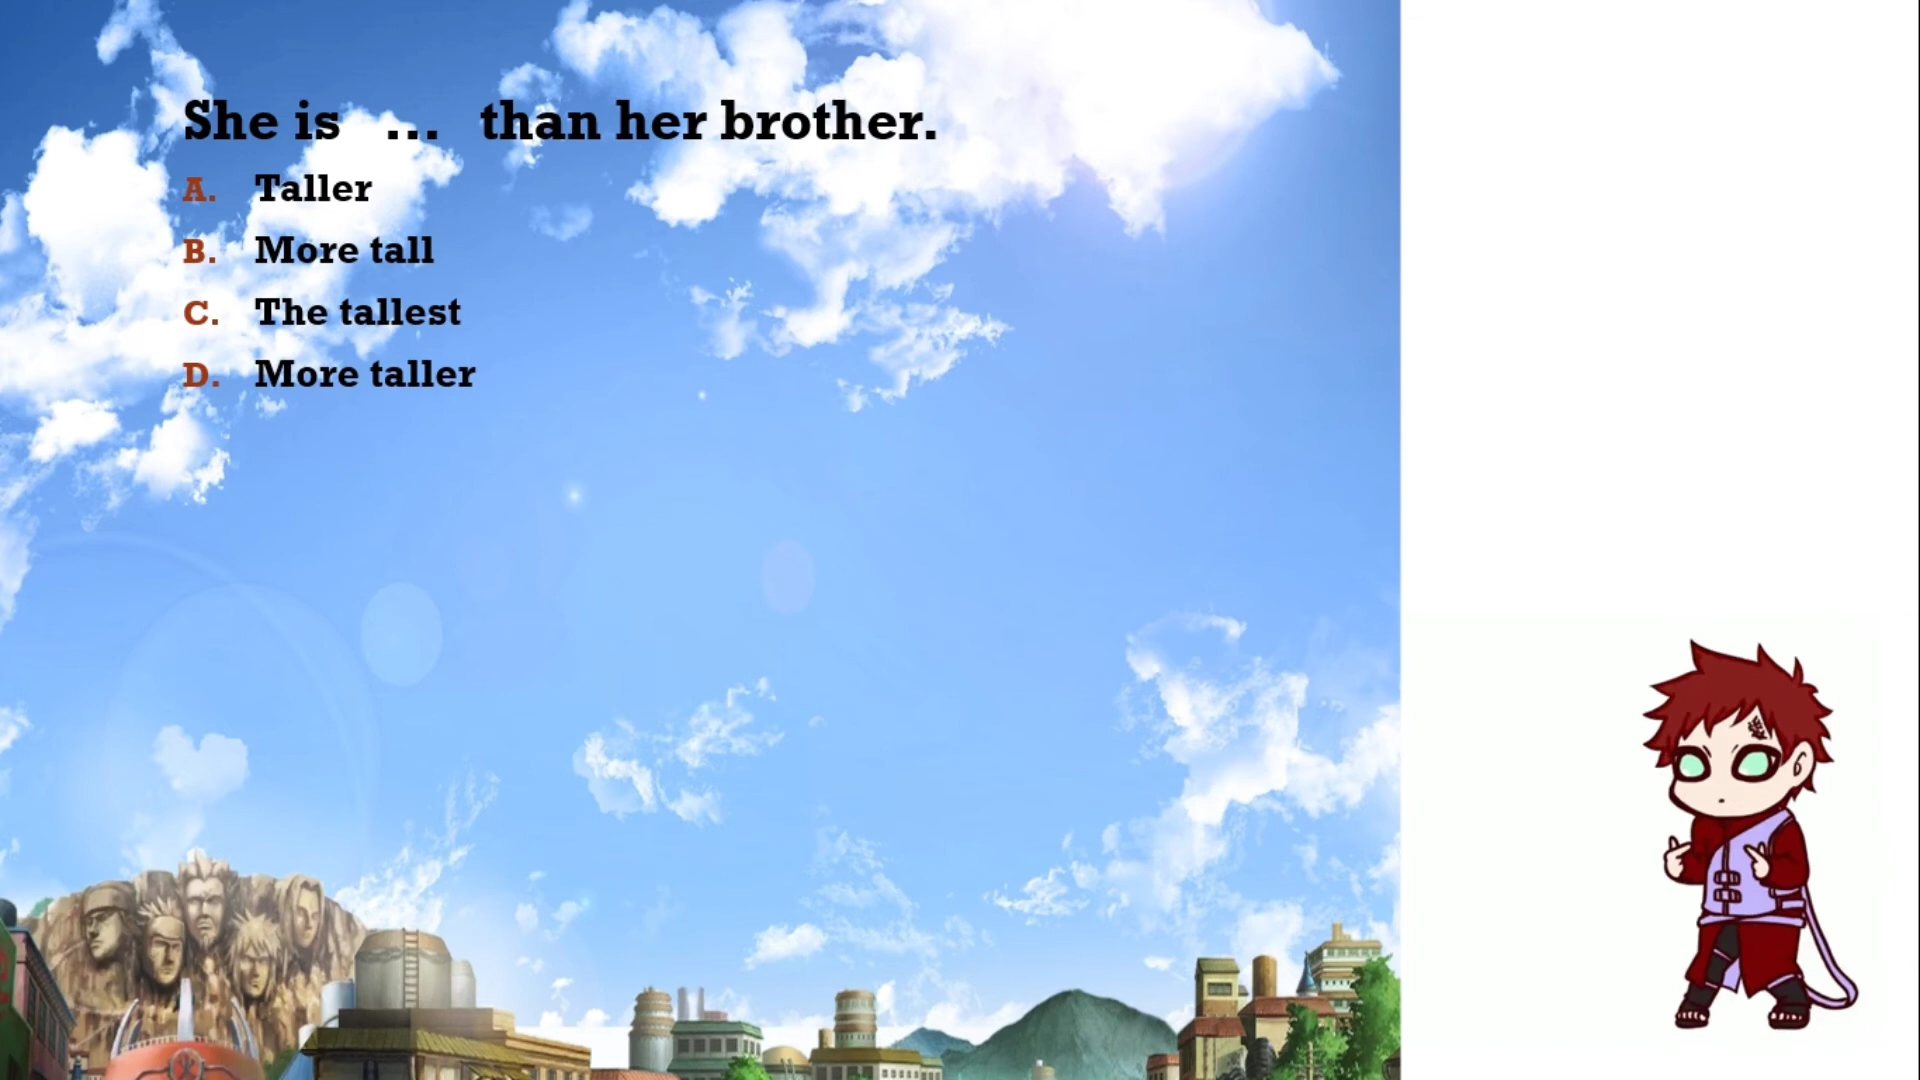 She is ... than her brother.
A. Taller
B. More tall
C. The tallest
D. More taller